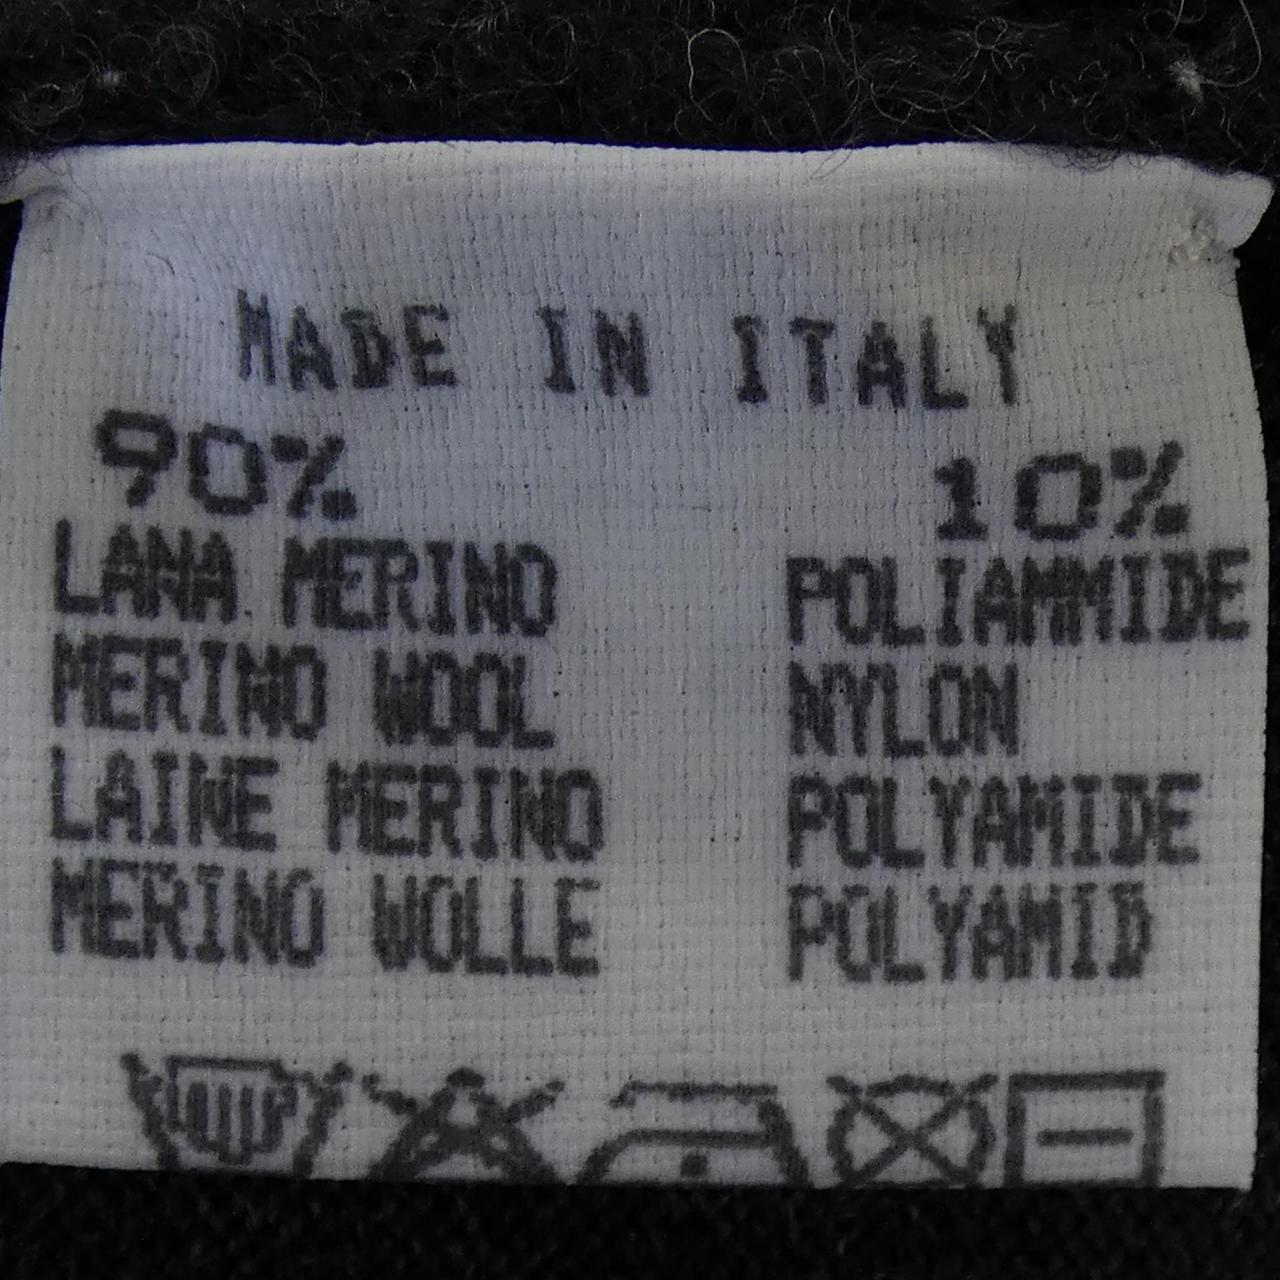 MADE IN ITALY
90%
LANA MERINO
MERINO WOOL
LAINE MERINO
MERINO WOLLE
10%
POLIAMMIDE
NYLON
POLYAMIDE
POLYAMID